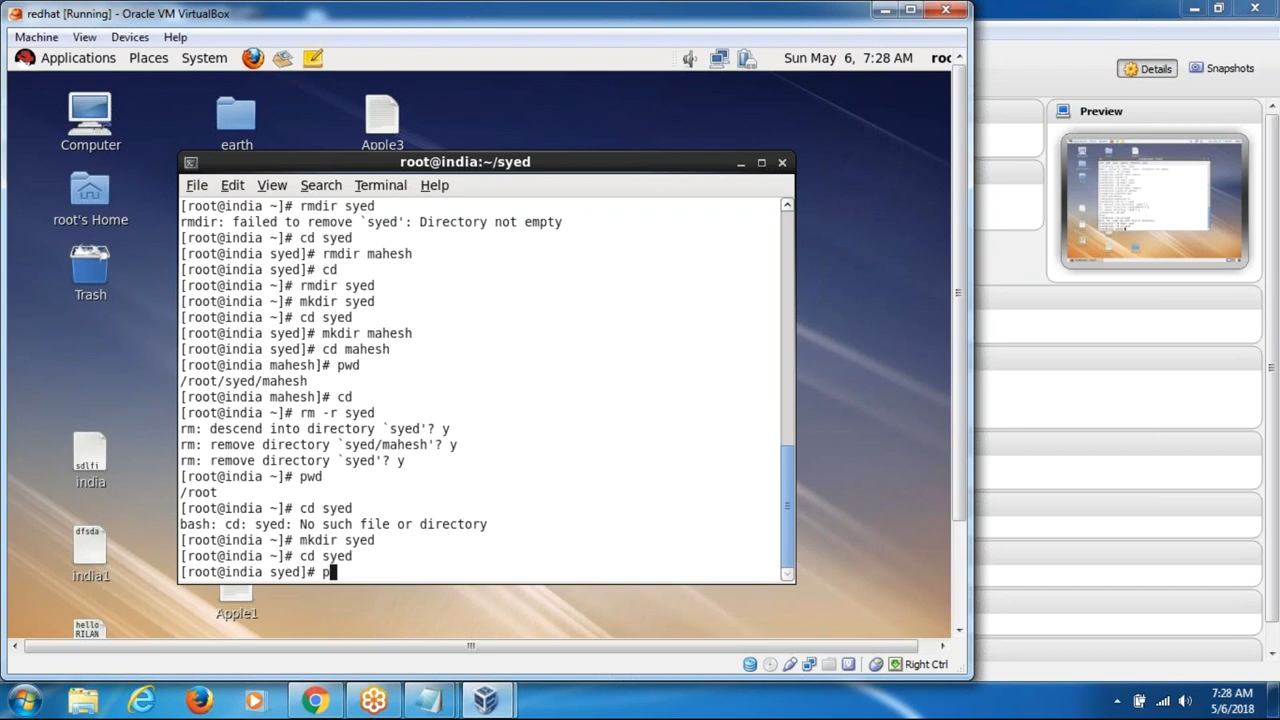 redhat [Running] - Oracle VM VirtualBox
Machine View Devices Help
Applications Places System
Sun May 6, 7:28 AM roo
Details Snapshots
Preview
Computer
earth
Apple3
root's Home
Trash
sdlfi
india
dfsda
india1
Apple1
hello
RILAN
root@india:~/syed
File Edit View Search Terminal Help
[root@india ~]# rmdir syed
rmdir: failed to remove `syed': Directory not empty
[root@india ~]# cd syed
[root@india syed]# rmdir mahesh
[root@india syed]# cd
[root@india ~]# rmdir syed
[root@india ~]# mkdir syed
[root@india ~]# cd syed
[root@india syed]# mkdir mahesh
[root@india syed]# cd mahesh
[root@india mahesh]# pwd
/root/syed/mahesh
[root@india mahesh]# cd
[root@india ~]# rm -r syed
rm: descend into directory `syed'? y
rm: remove directory `syed/mahesh'? y
rm: remove directory `syed'? y
[root@india ~]# pwd
/root
[root@india ~]# cd syed
bash: cd: syed: No such file or directory
[root@india ~]# mkdir syed
[root@india ~]# cd syed
[root@india syed]# p
Right Ctrl
7:28 AM
5/6/2018